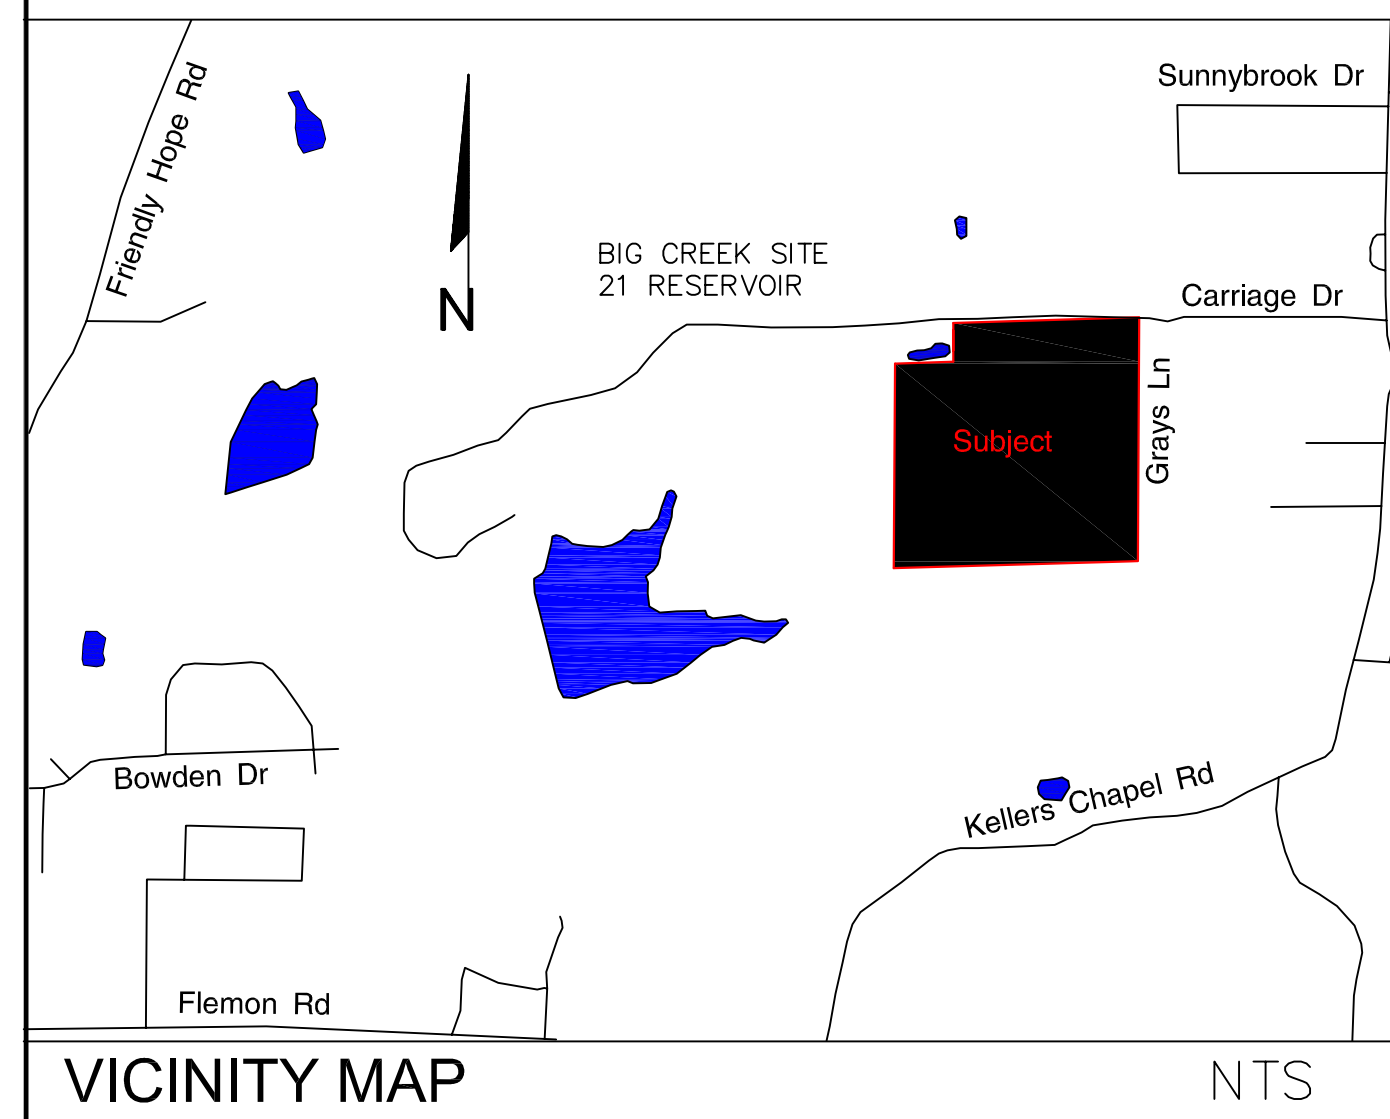 Sunnybrook Dr
Friendly Hope Rd
BIG CREEK SITE
21 RESERVOIR
N
Carriage Dr
Grays Ln
Subject
Bowden Dr
Kellers Chapel Rd
Flemon Rd
VICINITY MAP
NTS